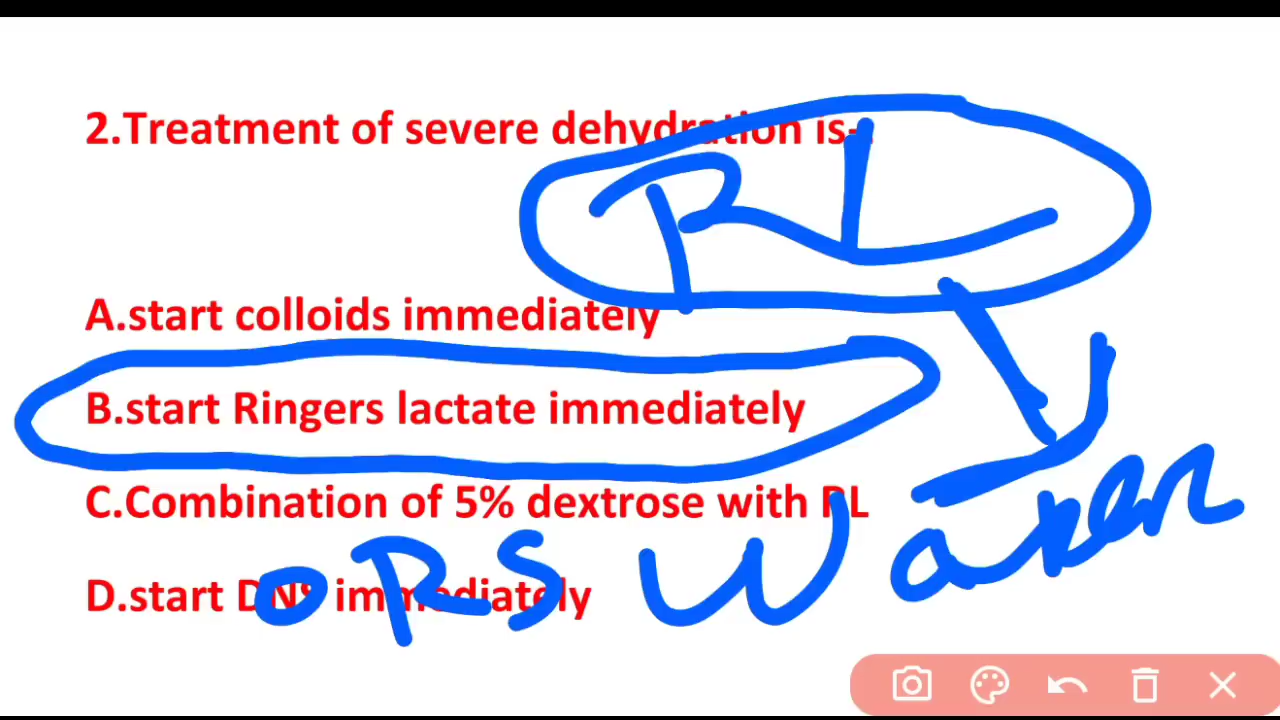 2.Treatment of severe dehydration is-:
RL
A.start colloids immediately
B.start Ringers lactate immediately
C.Combination of 5% dextrose with RL
D.start DNS immediately
ORS Water